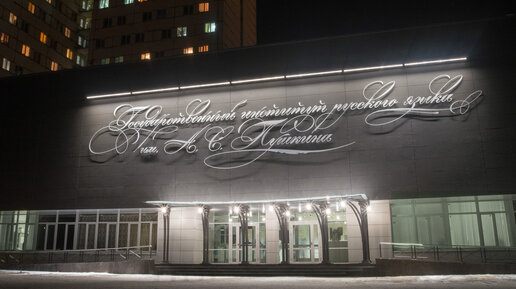 Государственный институт русского языка
им. А. С. Пушкина